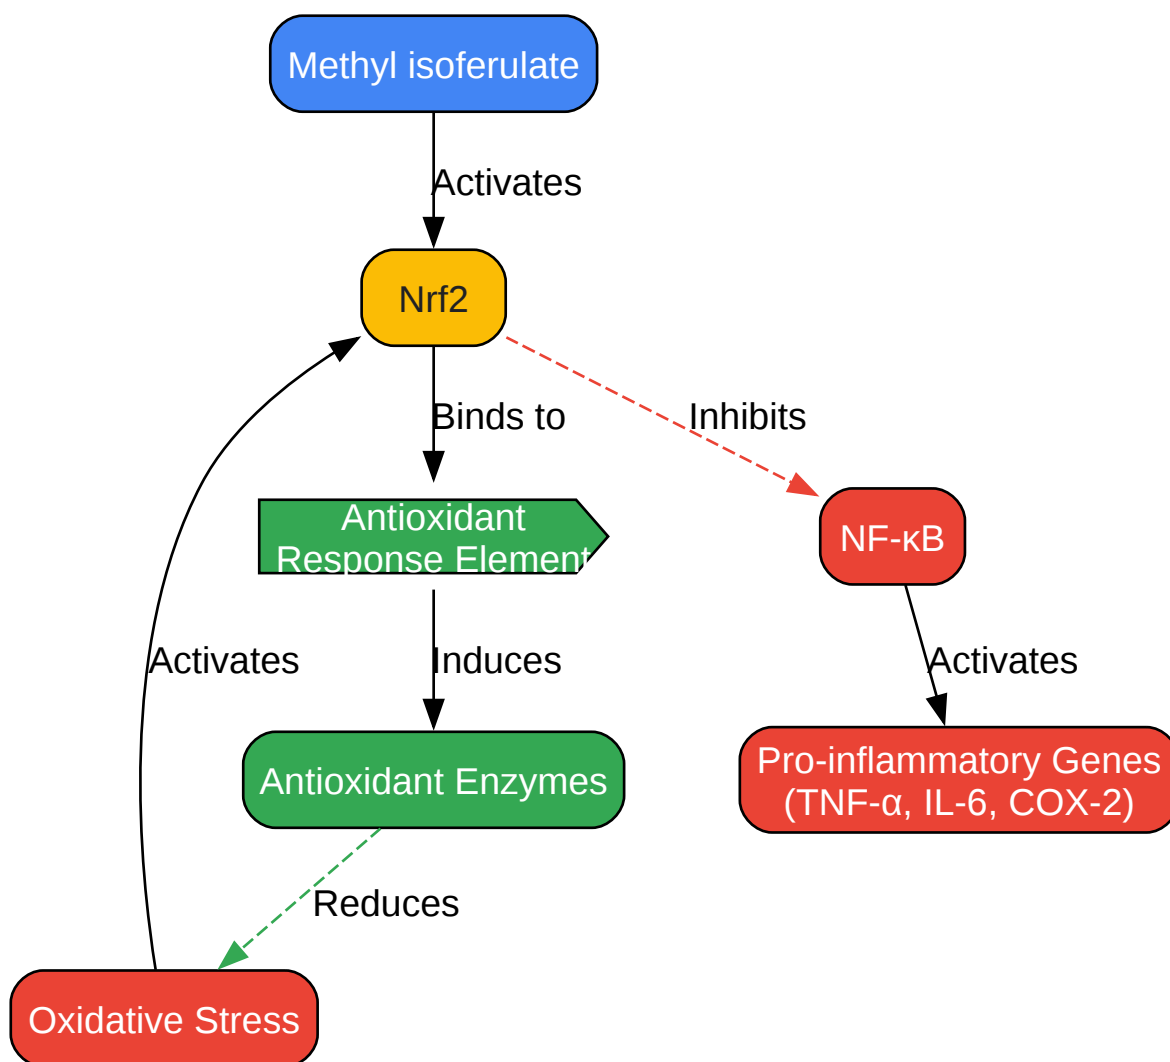 Methyl isoferulate
Activates
Nrf2
Binds to
Inhibits
Antioxidant
Response Element
NF-κB
Activates
Induces
Activates
Antioxidant Enzymes
Pro-inflammatory Genes
(TNF-α, IL-6, COX-2)
Reduces
Oxidative Stress